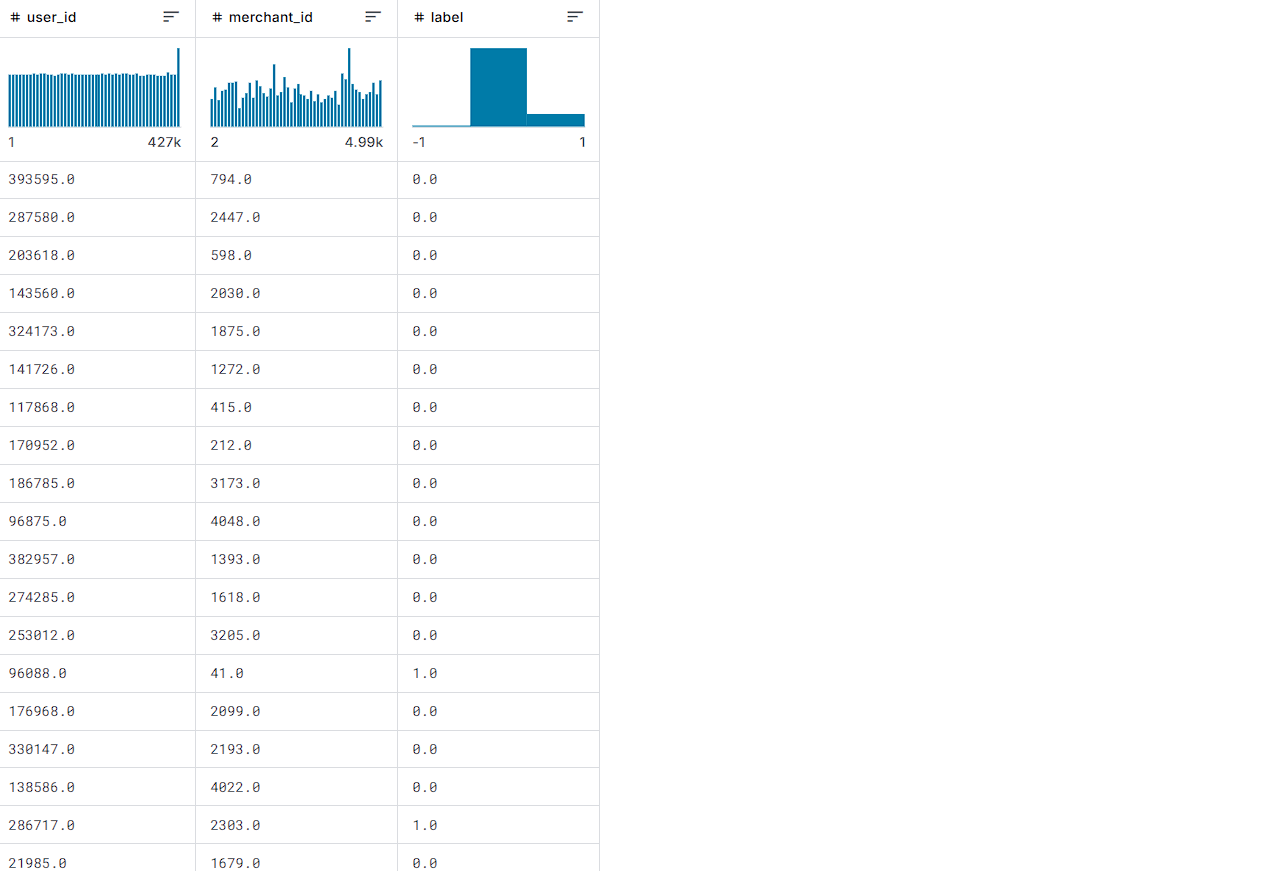 # user_id # merchant_id # label
1 427k 2 4.99k -1 1
393595.0 794.0 0.0
287580.0 2447.0 0.0
203618.0 598.0 0.0
143560.0 2030.0 0.0
324173.0 1875.0 0.0
141726.0 1272.0 0.0
117868.0 415.0 0.0
170952.0 212.0 0.0
186785.0 3173.0 0.0
96875.0 4048.0 0.0
382957.0 1393.0 0.0
274285.0 1618.0 0.0
253012.0 3205.0 0.0
96088.0 41.0 1.0
176968.0 2099.0 0.0
330147.0 2193.0 0.0
138586.0 4022.0 0.0
286717.0 2303.0 1.0
21985.0 1679.0 0.0